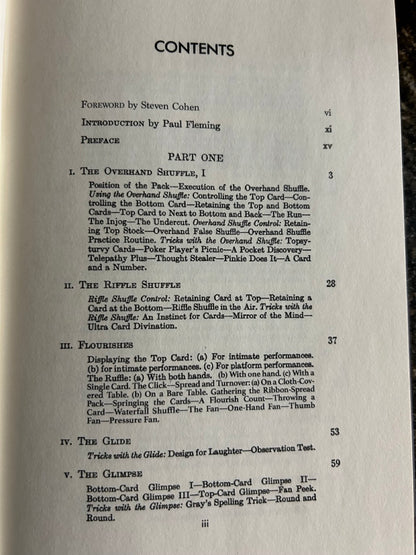 CONTENTS
FOREWORD by Steven Cohen vi
INTRODUCTION by Paul Fleming xi
PREFACE xv
PART ONE
I. THE OVERHAND SHUFFLE, I 3
Position of the Pack—Execution of the Overhand Shuffle.
Using the Overhand Shuffle: Controlling the Top Card—Con-
trolling the Bottom Card—Retaining the Top and Bottom
Cards—Top Card to Next to Bottom and Back—The Run—
The Injog—The Undercut. Overhand Shuffle Control: Retain-
ing Top Stock—Overhand False Shuffle—Overhand Shuffle
Practice Routine. Tricks with the Overhand Shuffle: Topsy-
turvy Cards—Poker Player's Picnic—A Pocket Discovery—
Telepathy Plus—Thought Stealer—Pinkie Does It—A Card
and a Number.
II. THE RIFFLE SHUFFLE 28
Riffle Shuffle Control: Retaining Card at Top—Retaining a
Card at the Bottom—Riffle Shuffle in the Air. Tricks with the
Riffle Shuffle: An Instinct for Cards—Mirror of the Mind—
Ultra Card Divination.
III. FLOURISHES 37
Displaying the Top Card: (a) For intimate performances.
(b) for intimate performances. (c) For platform performances.
The Ruffle: (a) With both hands. (b) With one hand. (c) With a
Single Card. The Click—Spread and Turnover: (a) On a Cloth-Cov-
ered Table. (b) On a Bare Table. Gathering the Ribbon-Spread
Pack—Springing the Cards—A Flourish Count—Throwing a
Card—Waterfall Shuffle—The Fan—One-Hand Fan—Thumb
Fan—Pressure Fan.
IV. THE GLIDE 53
Tricks with the Glide: Design for Laughter—Observation Test.
V. THE GLIMPSE 59
Bottom-Card Glimpse I—Bottom-Card Glimpse II—
Bottom-Card Glimpse III—Top-Card Glimpse—Fan Peek.
Tricks with the Glimpse: Gray's Spelling Trick—Round and
Round.
iii